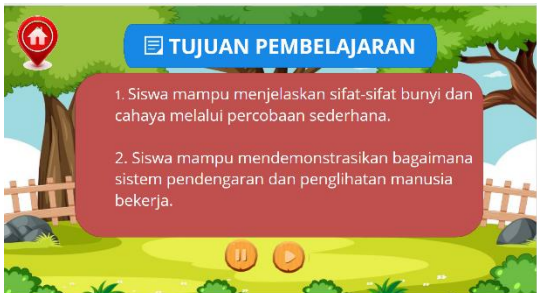 TUJUAN PEMBELAJARAN
1. Siswa mampu menjelaskan sifat-sifat bunyi dan
cahaya melalui percobaan sederhana.
2. Siswa mampu mendemonstrasikan bagaimana
sistem pendengaran dan penglihatan manusia
bekerja.